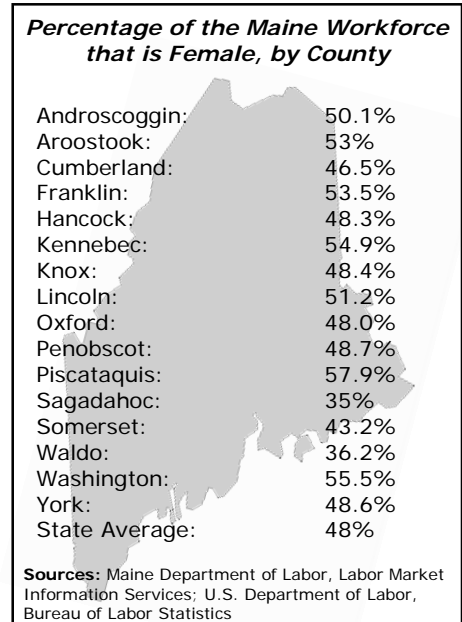 Percentage of the Maine Workforce
that is Female, by County
Androscoggin: 50.1%
Aroostook: 53%
Cumberland: 46.5%
Franklin: 53.5%
Hancock: 48.3%
Kennebec: 54.9%
Knox: 48.4%
Lincoln: 51.2%
Oxford: 48.0%
Penobscot: 48.7%
Piscataquis: 57.9%
Sagadahoc: 35%
Somerset: 43.2%
Waldo: 36.2%
Washington: 55.5%
York: 48.6%
State Average: 48%
Sources: Maine Department of Labor, Labor Market
Information Services; U.S. Department of Labor,
Bureau of Labor Statistics